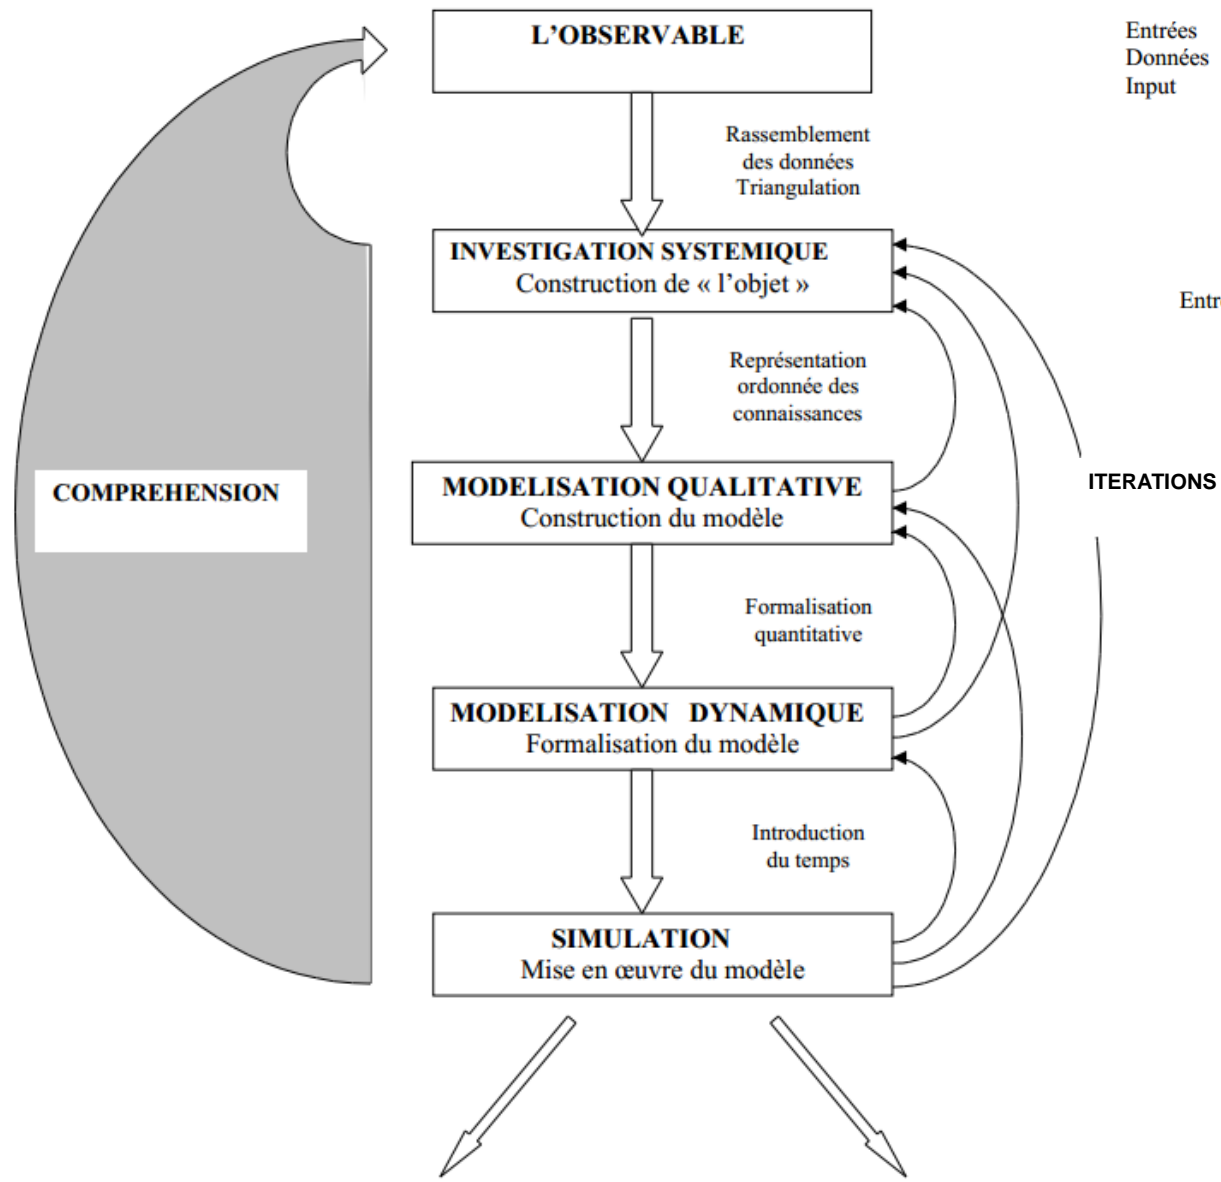 L'OBSERVABLE
Entrées
Données
Input
Rassemblement
des données
Triangulation
INVESTIGATION SYSTEMIQUE
Construction de « l'objet »
Entr
Représentation
ordonnée des
connaissances
COMPREHENSION
MODELISATION QUALITATIVE
Construction du modèle
ITERATIONS
Formalisation
quantitative
MODELISATION DYNAMIQUE
Formalisation du modèle
Introduction
du temps
SIMULATION
Mise en œuvre du modèle